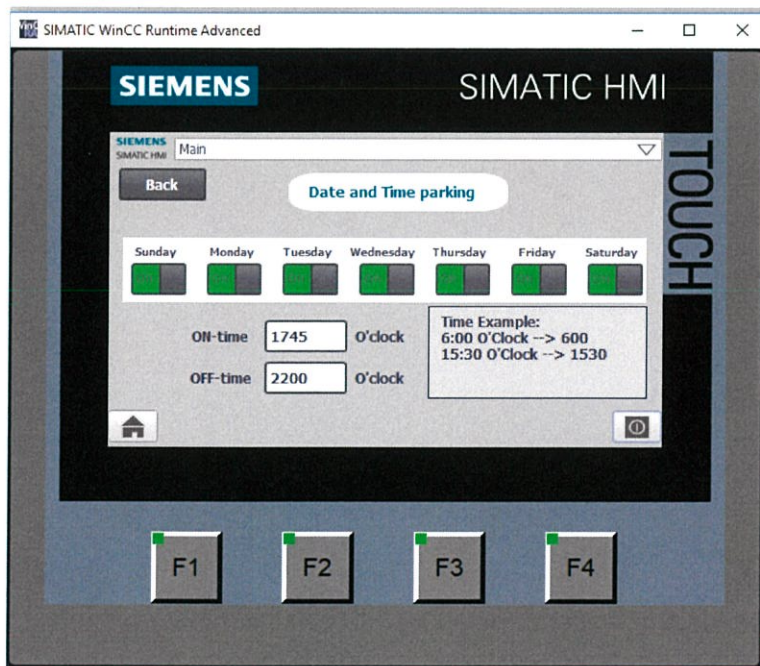 SIMATIC WinCC Runtime Advanced
SIEMENS
SIMATIC HMI
TOUCH
SIEMENS
SIMATIC HMI
Main
Back
Date and Time parking
Sunday Monday Tuesday Wednesday Thursday Friday Saturday
ON-time 1745 O'clock
OFF-time 2200 O'clock
Time Example:
6:00 O'Clock --> 600
15:30 O'Clock --> 1530
F1 F2 F3 F4